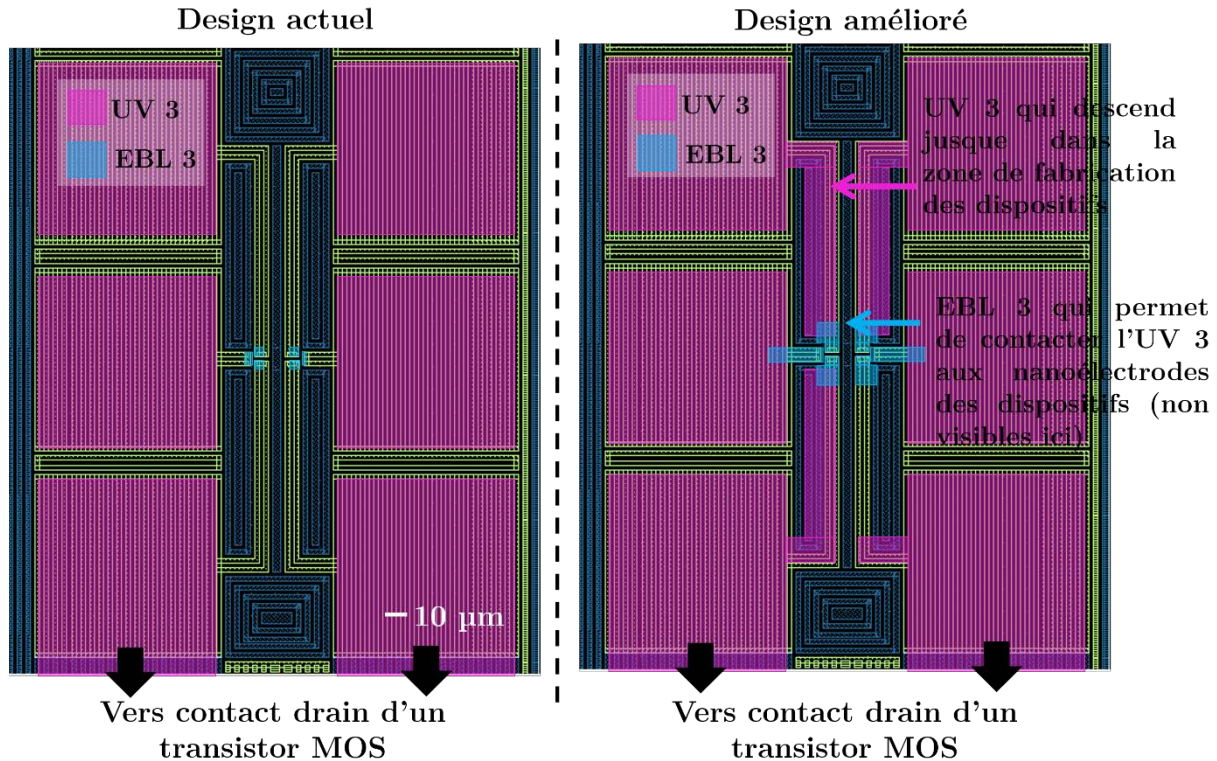 Design actuel
Design amélioré
UV 3
EBL 3
10 µm
Vers contact drain d'un
transistor MOS
UV 3
EBL 3
UV 3 qui descend
jusque dans la
zone de fabrication
des dispositifs
EBL 3 qui permet
de contacter l'UV 3
aux nanoélectrodes
des dispositifs (non
visibles ici)
Vers contact drain d'un
transistor MOS